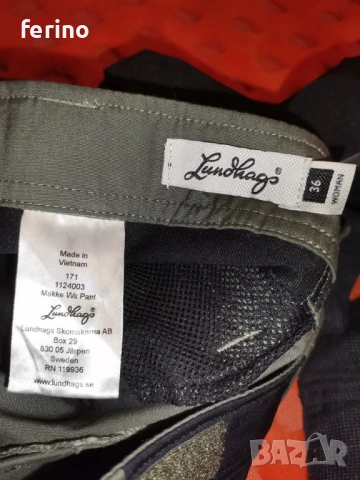 ferino
Lundhags®
36
WOMAN
Made in
Vietnam
171
1124003
Makke Ws Pant
Lundhags
Lundhags Skomakarna AB
Box 29
830 05 Järpen
Sweden
RN 119936
www.lundhags.se
BAZAR
bg